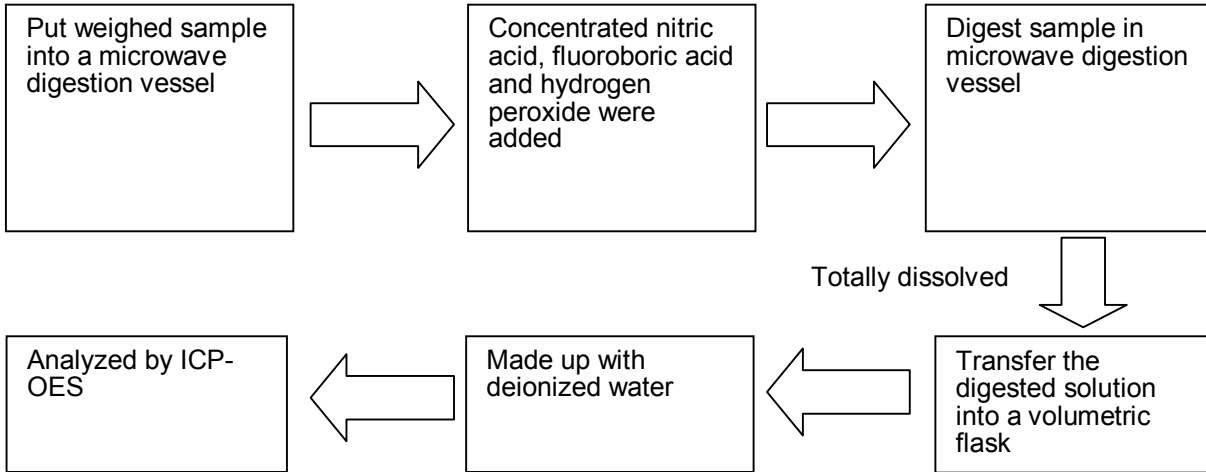 Put weighed sample
into a microwave
digestion vessel
Concentrated nitric
acid, fluoroboric acid
and hydrogen
peroxide were
added
Digest sample in
microwave digestion
vessel
Totally dissolved
Transfer the
digested solution
into a volumetric
flask
Made up with
deionized water
Analyzed by ICP-
OES